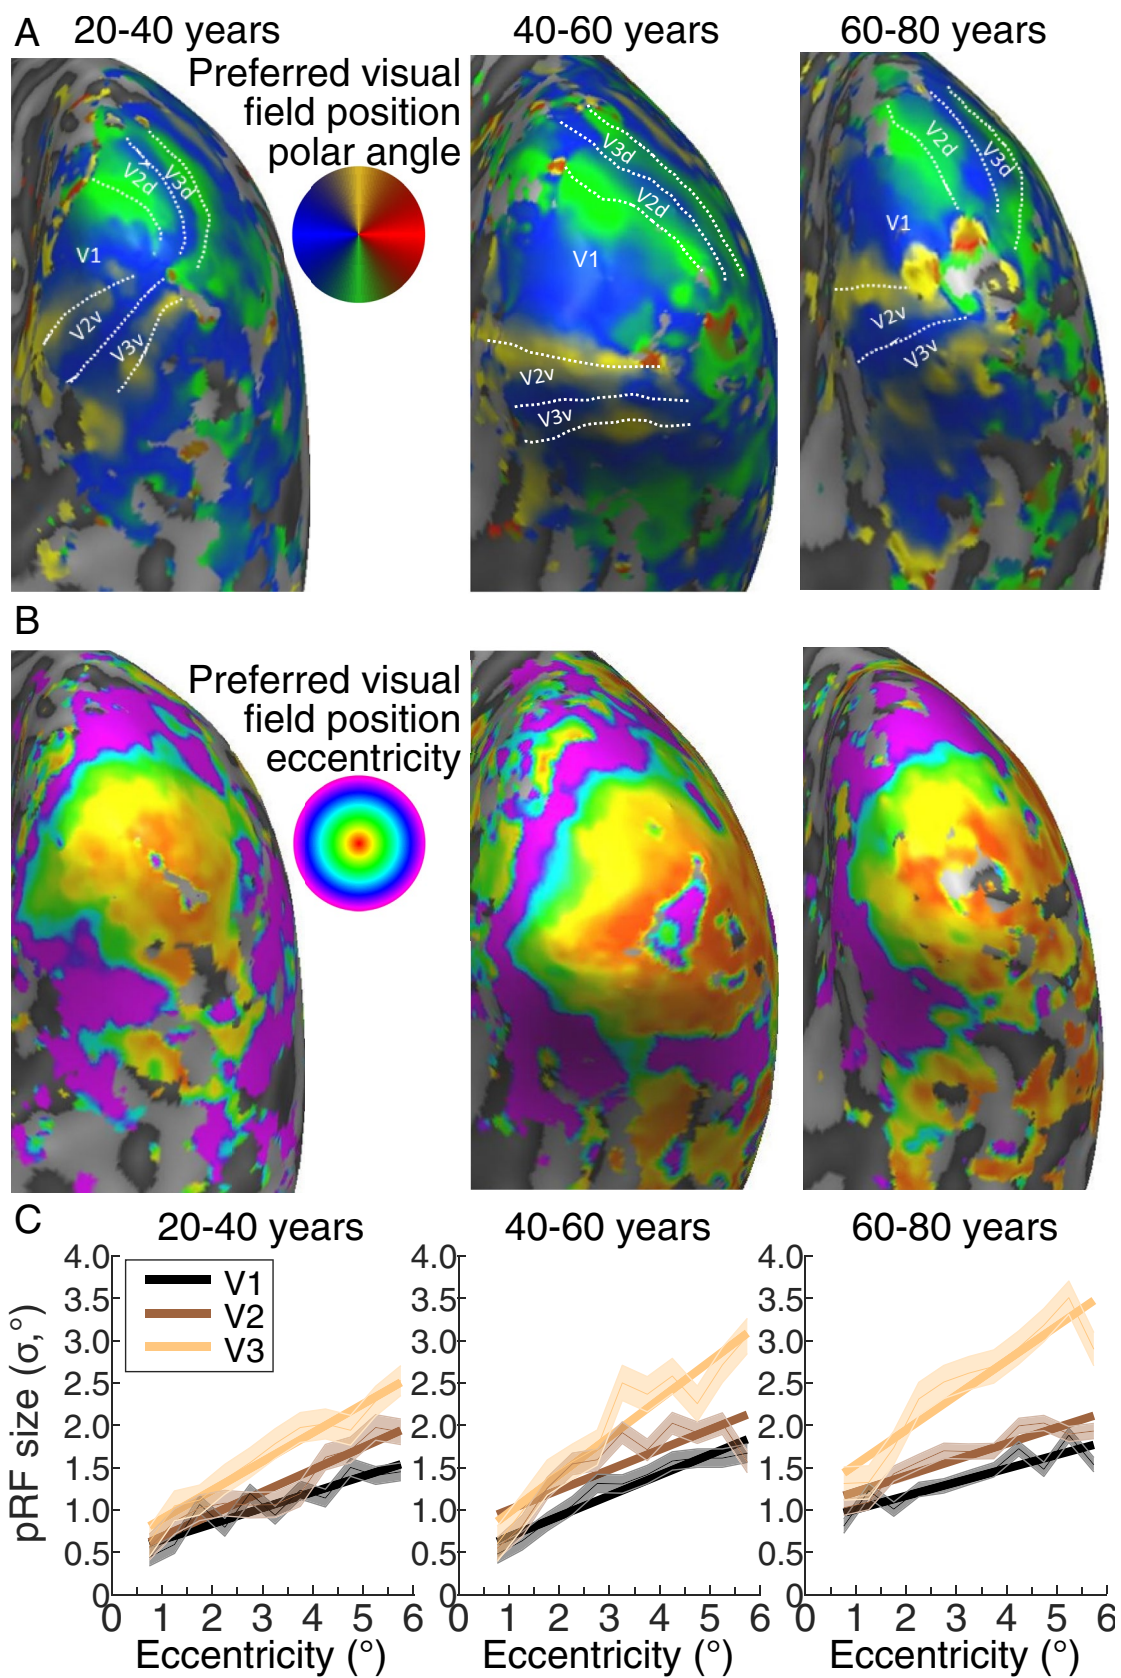 A
20-40 years
40-60 years
60-80 years
Preferred visual
field position
polar angle
V2d
V3d
V1
V2v
V3v
V3d
V2d
V1
V2v
V3v
V2d
V3d
V1
V2v
V3v
B
Preferred visual
field position
eccentricity
C
20-40 years
40-60 years
60-80 years
pRF size (σ,°)
4.0
3.5
3.0
2.5
2.0
1.5
1.0
0.5
0
V1
V2
V3
0 1 2 3 4 5 6
Eccentricity (°)
4.0
3.5
3.0
2.5
2.0
1.5
1.0
0.5
0
0 1 2 3 4 5 6
Eccentricity (°)
4.0
3.5
3.0
2.5
2.0
1.5
1.0
0.5
0
0 1 2 3 4 5 6
Eccentricity (°)